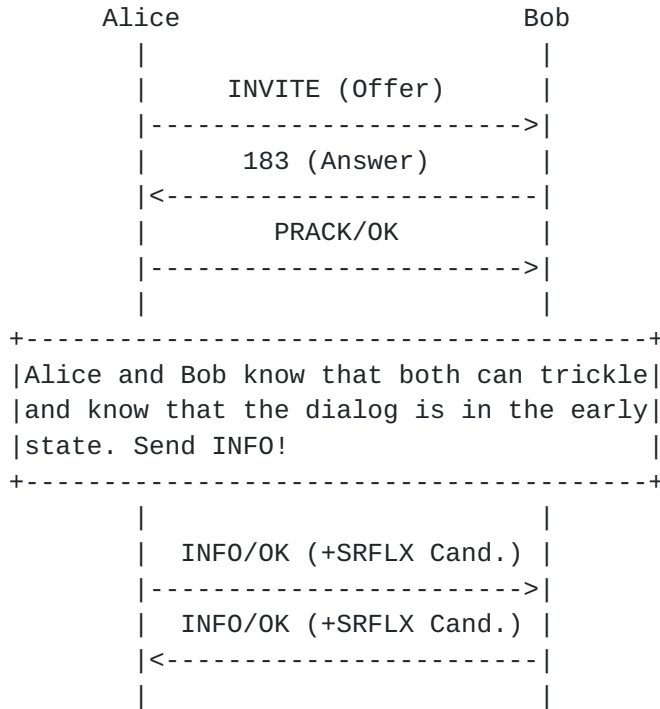 Alice Bob
INVITE (Offer)
183 (Answer)
PRACK/OK
Alice and Bob know that both can trickle
and know that the dialog is in the early
state. Send INFO!
INFO/OK (+SRFLX Cand.)
INFO/OK (+SRFLX Cand.)